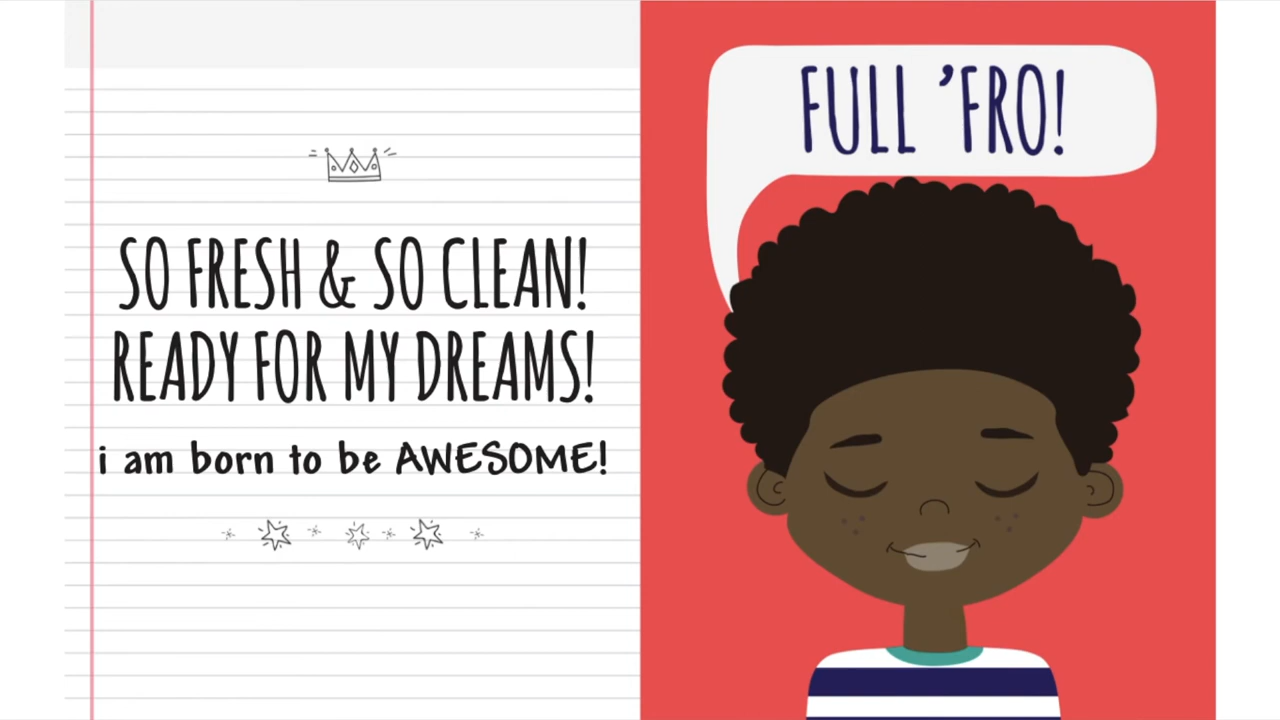 SO FRESH & SO CLEAN!
READY FOR MY DREAMS!
i am born to be AWESOME!
FULL 'FRO!